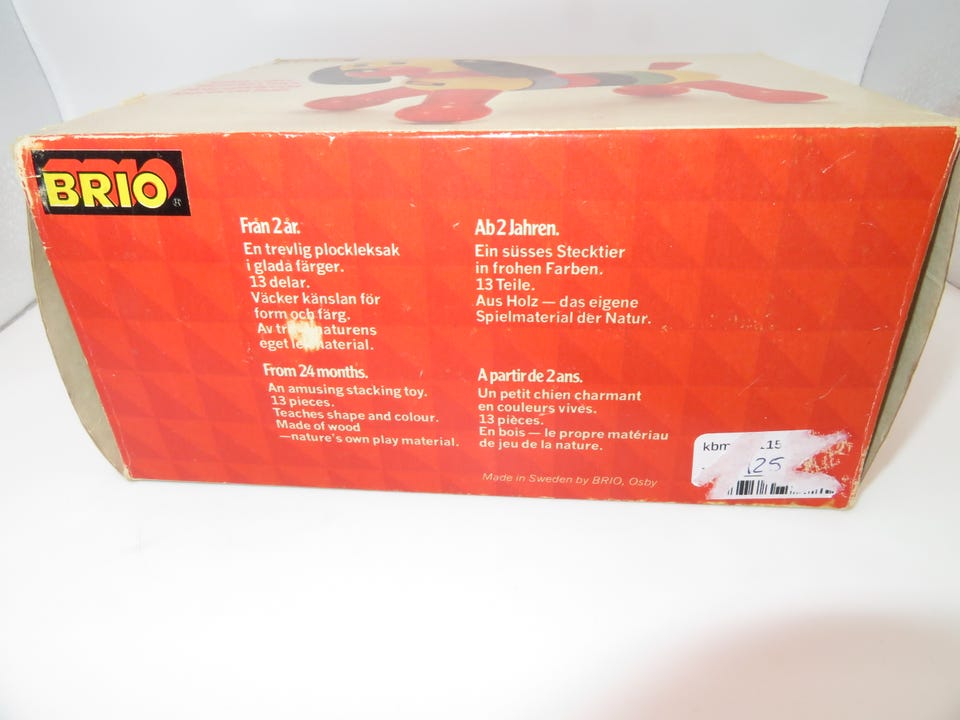 BRIO
Från 2 år.
En trevlig plockleksak
i glada färger.
13 delar.
Väcker känslan för
form och färg.
Av naturens
eget
Ab 2 Jahren.
Ein süsses Stecktier
in frohen Farben.
13 Teile.
Aus Holz — das eigene
Spielmaterial der Natur.
From 24 months.
An amusing stacking toy.
13 pieces.
Teaches shape and colour.
Made of wood
—nature's own play material.
A partir de 2 ans.
Un petit chien charmant
en couleurs vives.
13 pièces.
En bois — le propre matériau
de jeu de la nature.
Made in Sweden by BRIO, Osby
25